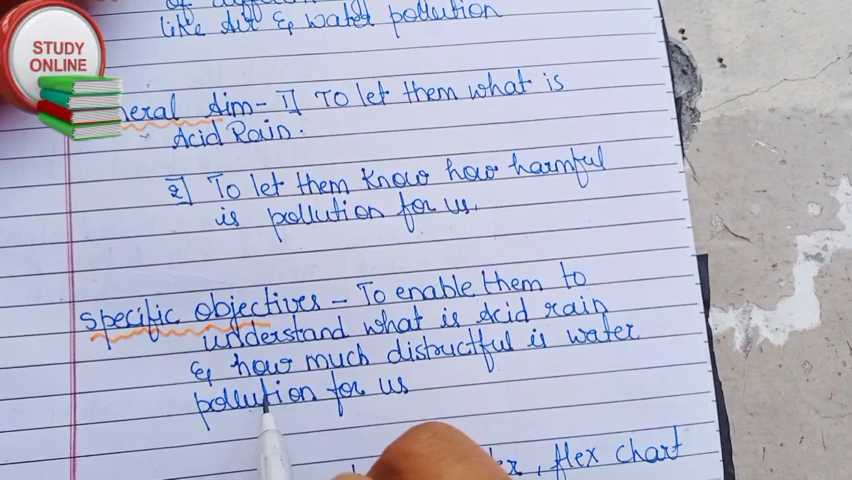 like Air & water pollution
STUDY
ONLINE
neral Aim - 1] To let them what is
Acid Rain.
2] To let them know how harmful
is pollution for us.
specific objectives - To enable them to
understand what is Acid rain
& how much distructful is water
pollution for us
, flex chart